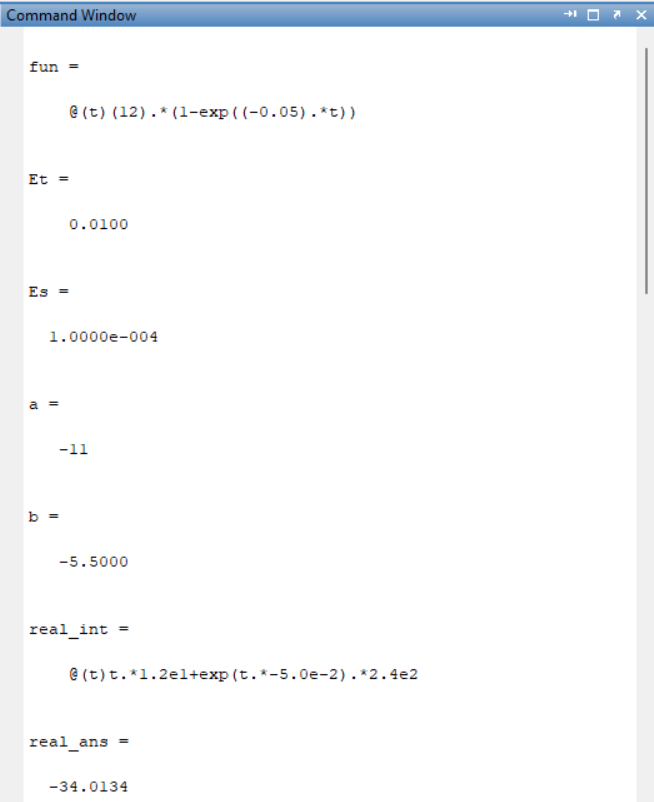 Command Window
fun =
@(t)(12).*(1-exp((-0.05).*t))
Et =
0.0100
Es =
1.0000e-004
a =
-11
b =
-5.5000
real_int =
@(t)t.*1.2e1+exp(t.*-5.0e-2).*2.4e2
real_ans =
-34.0134